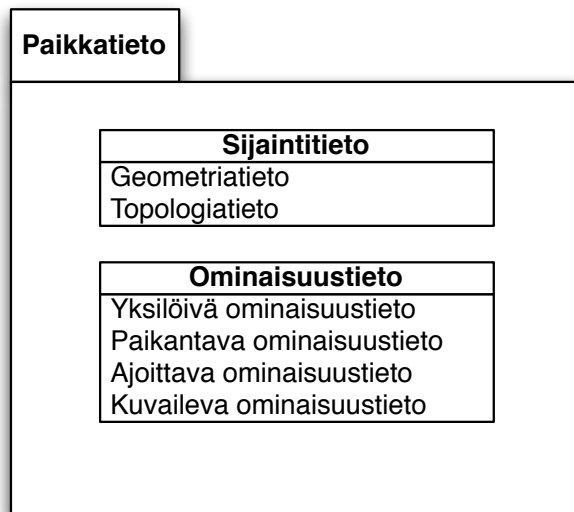 Paikkatieto
Sijaintitieto
Geometriatieto
Topologiatieto
Ominaisuustieto
Yksilöivä ominaisuustieto
Paikantava ominaisuustieto
Ajoittava ominaisuustieto
Kuvaileva ominaisuustieto